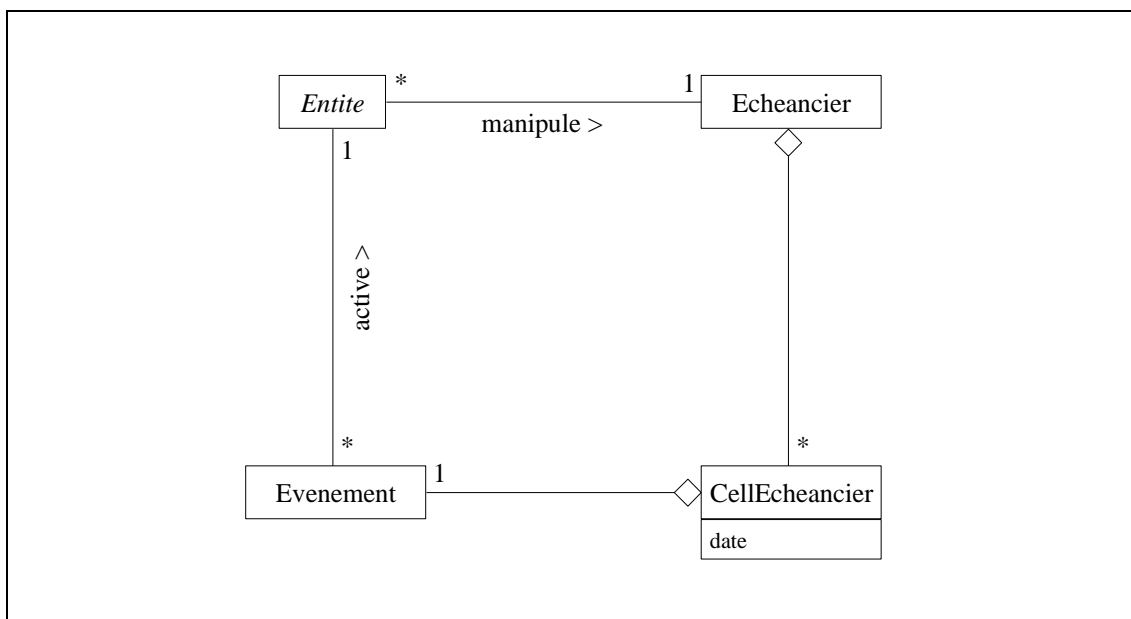 Entite
*
1
Echeancier
manipule >
1
active >
*
1
*
Evenement
CellEcheancier
date